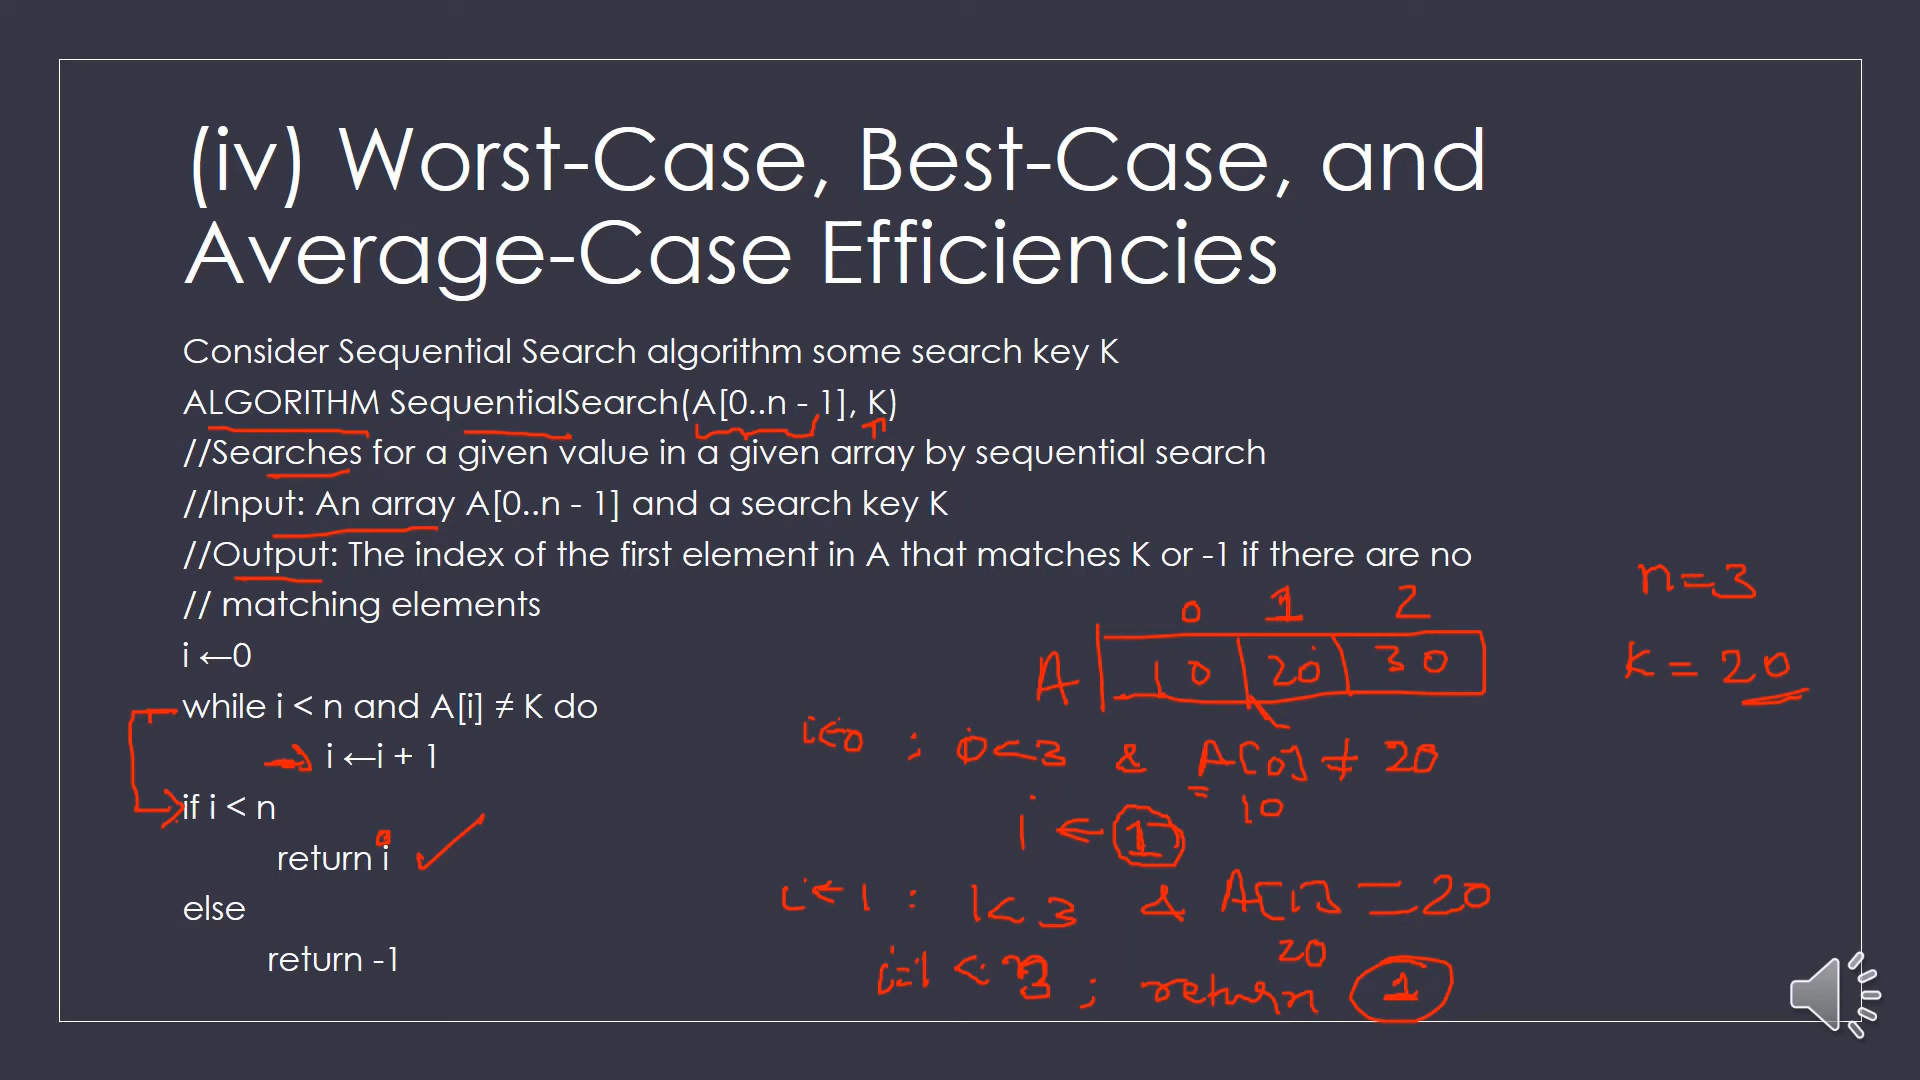 (iv) Worst-Case, Best-Case, and
Average-Case Efficiencies
Consider Sequential Search algorithm some search key K
ALGORITHM SequentialSearch(A[0..n - 1], K)
//Searches for a given value in a given array by sequential search
//Input: An array A[0..n - 1] and a search key K
//Output: The index of the first element in A that matches K or -1 if there are no
// matching elements
i ←0
while i < n and A[i] ≠ K do
i ←i + 1
if i < n
return i
else
return -1
n=3
K = 20
0 1 2
A 10 20 30
i←0 : 0<3 & A[0] ≠ 20
10
i ← 1
i←1 : 1<3 & A[1] = 20
20
i=1 < 3 ; return 1